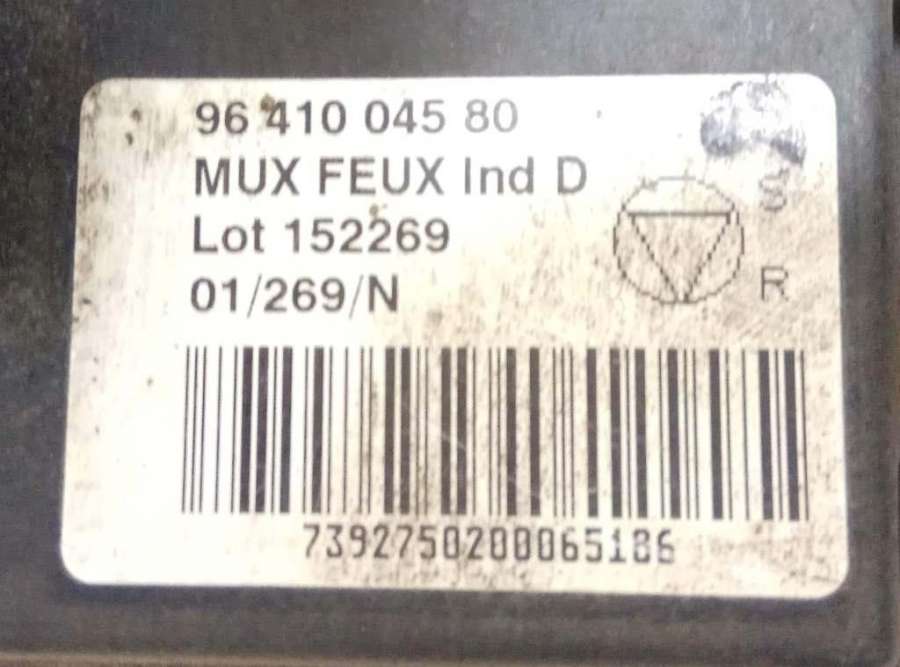 96 410 045 80
MUX FEUX Ind D
Lot 152269
01/269/N
S
R
7392750200065186